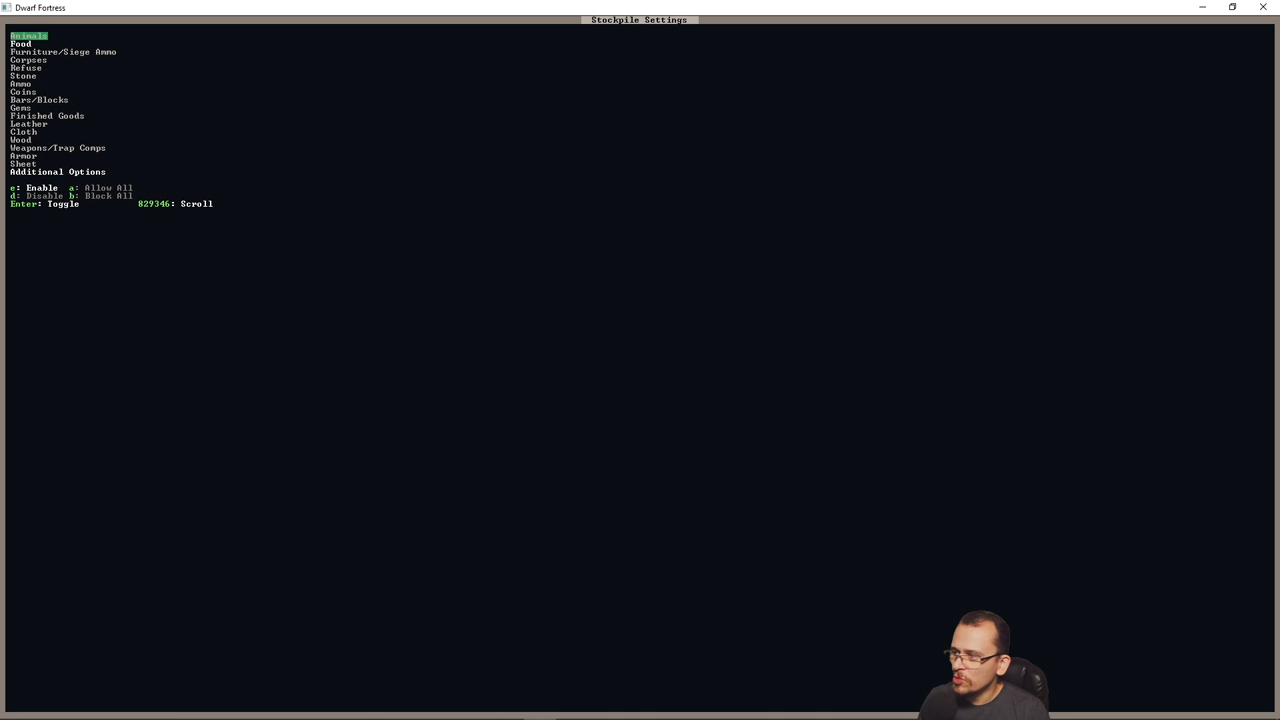 Dwarf Fortress
Stockpile Settings
Animals
Food
Furniture/Siege Ammo
Corpses
Refuse
Stone
Ammo
Coins
Bars/Blocks
Gems
Finished Goods
Leather
Cloth
Wood
Weapons/Trap Comps
Armor
Sheet
Additional Options
e: Enable a: Allow All
d: Disable b: Block All
Enter: Toggle 829346: Scroll